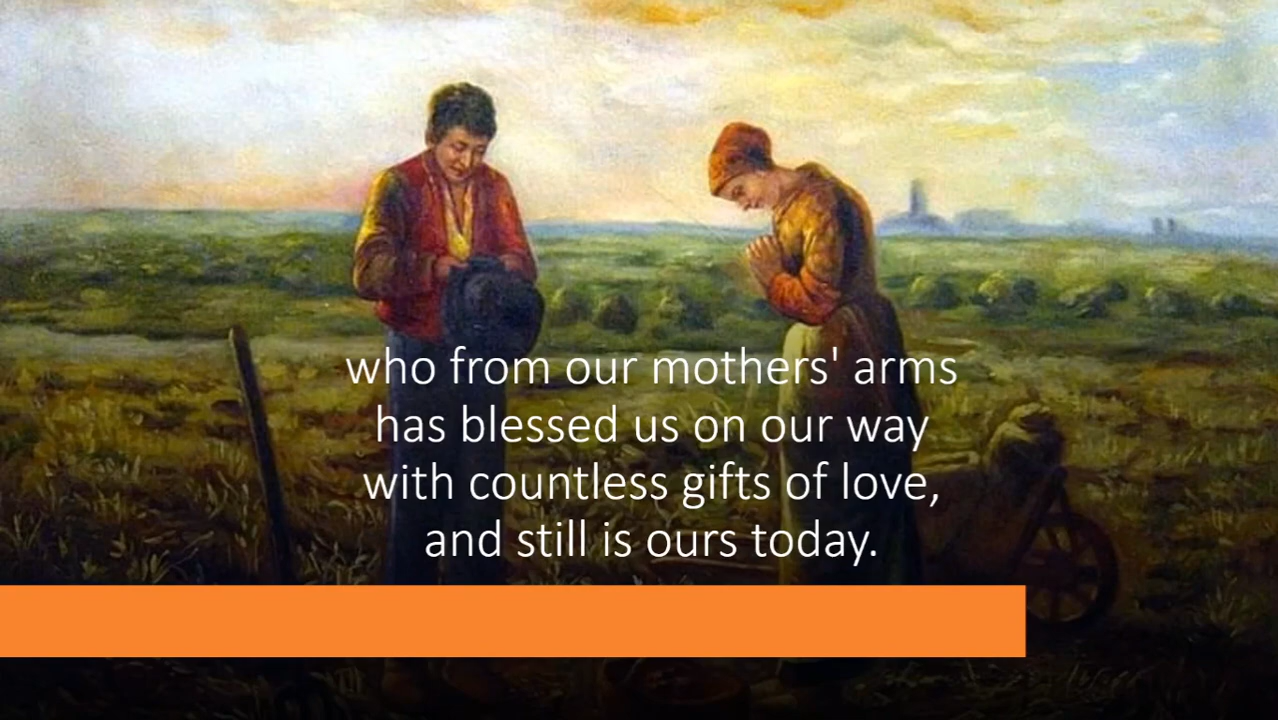 who from our mothers' arms
has blessed us on our way
with countless gifts of love,
and still is ours today.